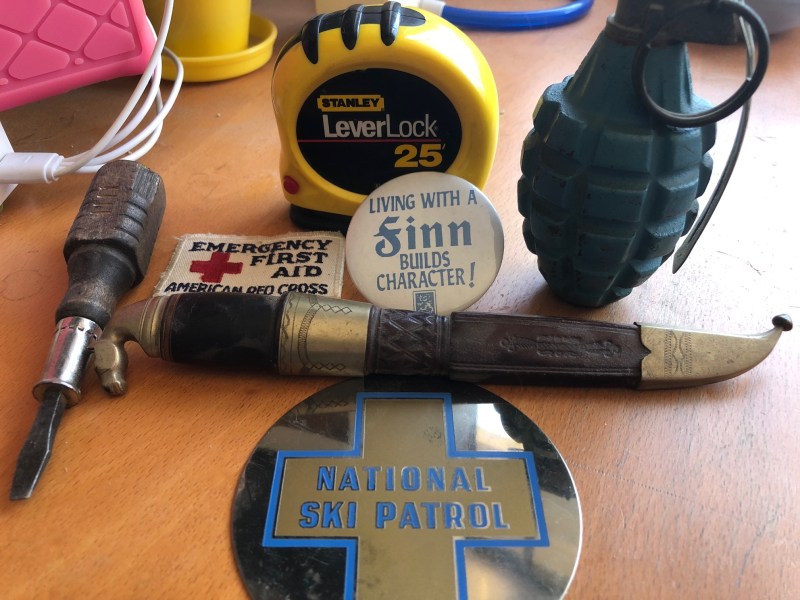 STANLEY
LeverLock
25'
EMERGENCY
FIRST
AID
AMERICAN RED CROSS
LIVING WITH A
Finn
BUILDS
CHARACTER!
NATIONAL
SKI PATROL